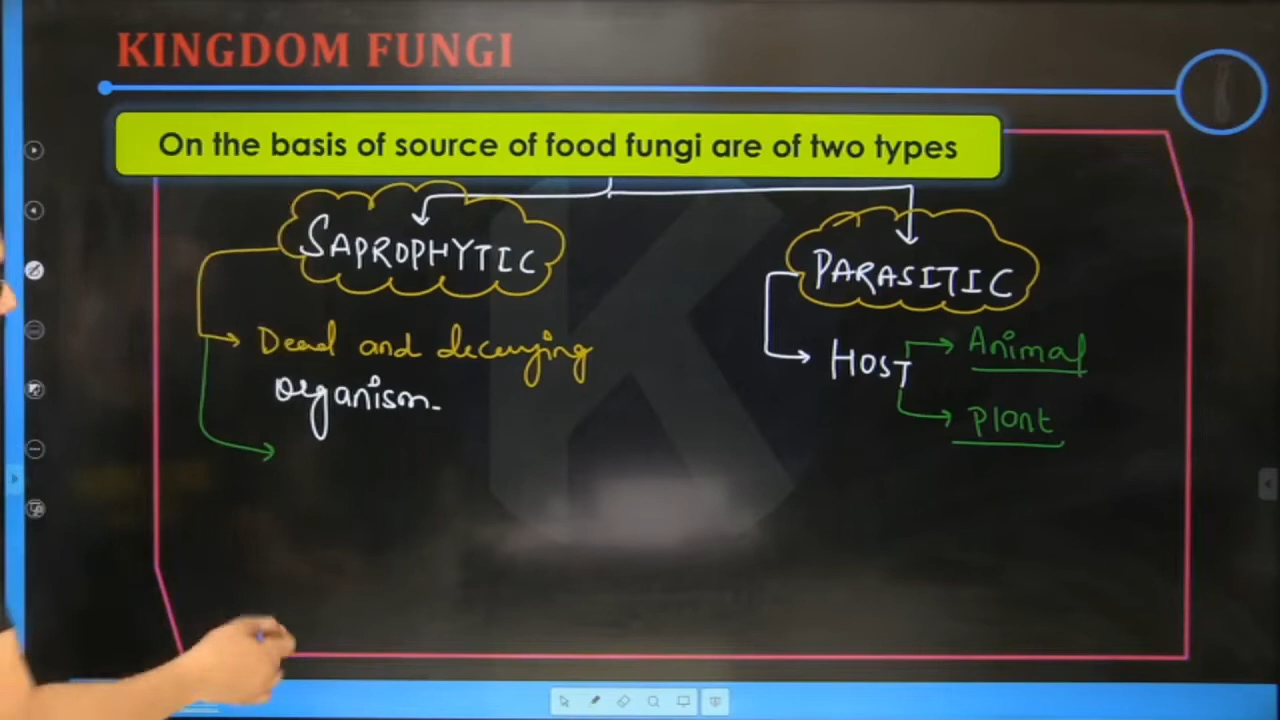 KINGDOM FUNGI
On the basis of source of food fungi are of two types
SAPROPHYTIC
PARASITIC
Dead and decaying
organism.
HOST
Animal
plant